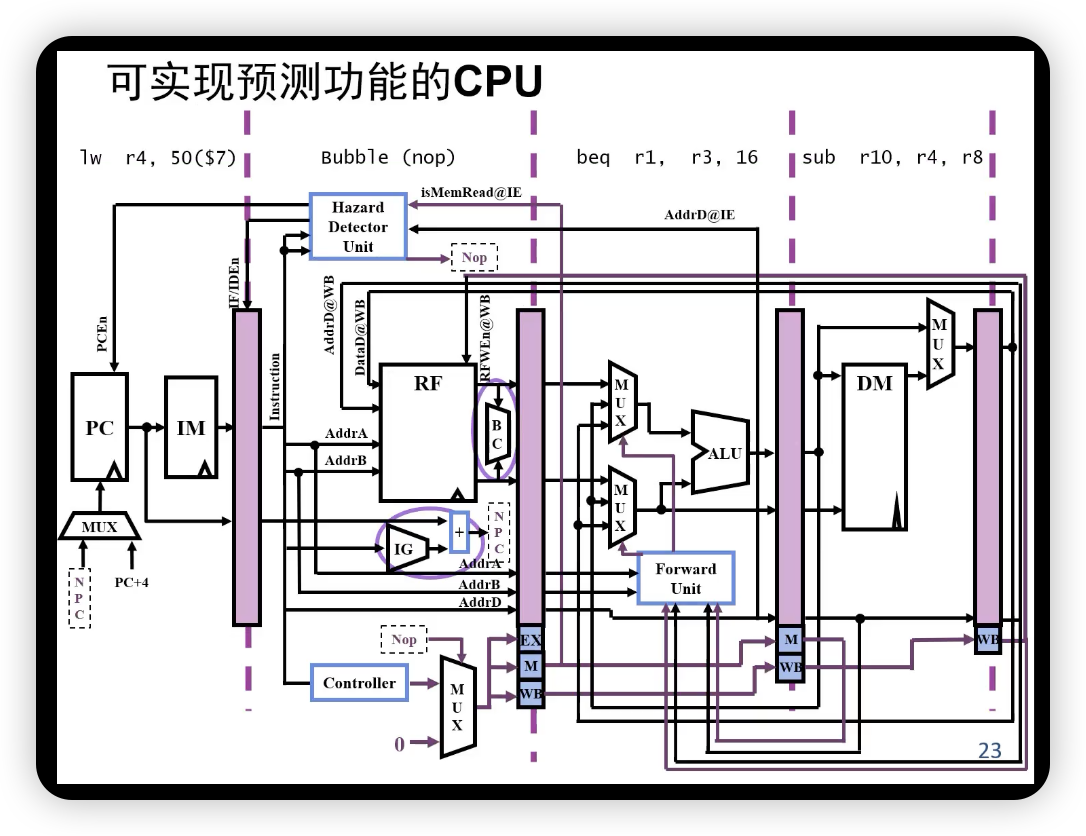 可实现预测功能的CPU
lw r4, 50($7)
Bubble (nop)
beq r1, r3, 16
sub r10, r4, r8
isMemRead@IE
Hazard
Detector
Unit
AddrD@IE
Nop
IF/IDEn
PCEn
AddrD@WB
DataD@WB
RFWEn@WB
Instruction
PC
IM
RF
B
C
M
U
X
ALU
DM
M
U
X
AddrA
AddrB
M
U
X
MUX
N
P
C
PC+4
IG
+
N
P
C
AddrA
AddrB
AddrD
Forward
Unit
Nop
EX
M
WB
M
WB
WB
Controller
M
U
X
0
23